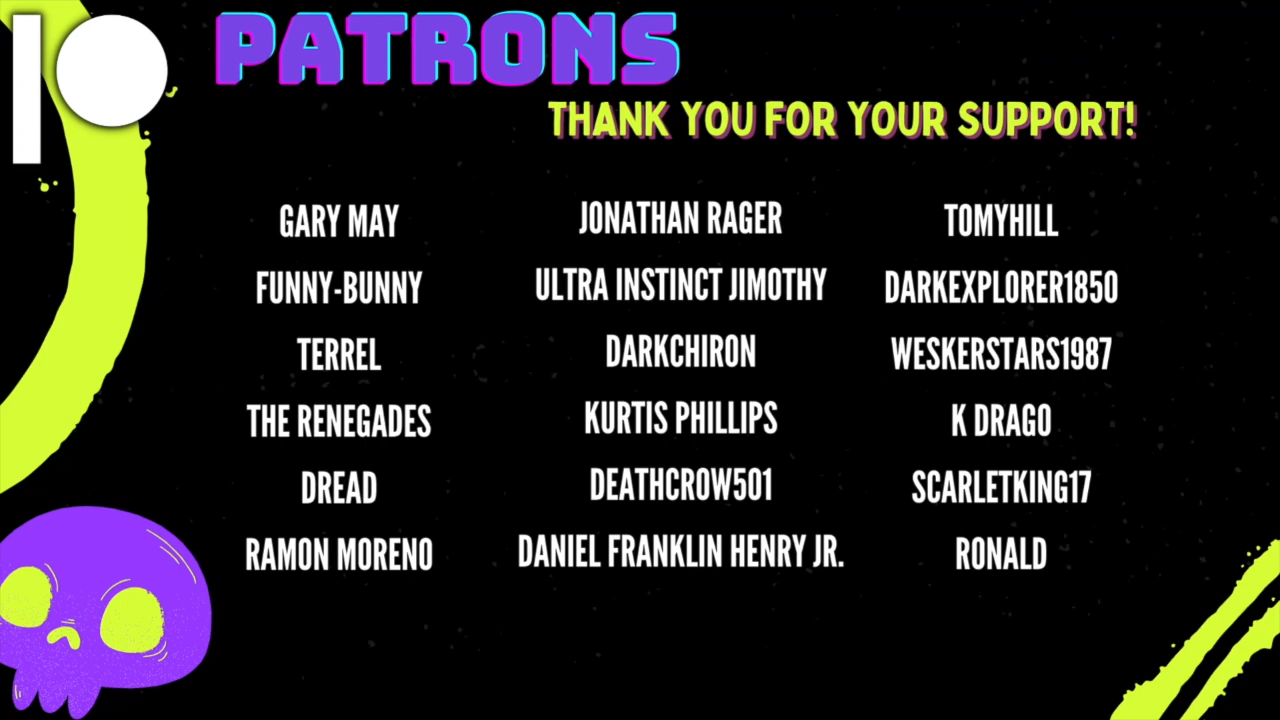 PATRONS
THANK YOU FOR YOUR SUPPORT!
GARY MAY
FUNNY-BUNNY
TERREL
THE RENEGADES
DREAD
RAMON MORENO
JONATHAN RAGER
ULTRA INSTINCT JIMOTHY
DARKCHIRON
KURTIS PHILLIPS
DEATHCROW501
DANIEL FRANKLIN HENRY JR.
TOMYHILL
DARKEXPLORER1850
WESKERSTARS1987
K DRAGO
SCARLETKING17
RONALD